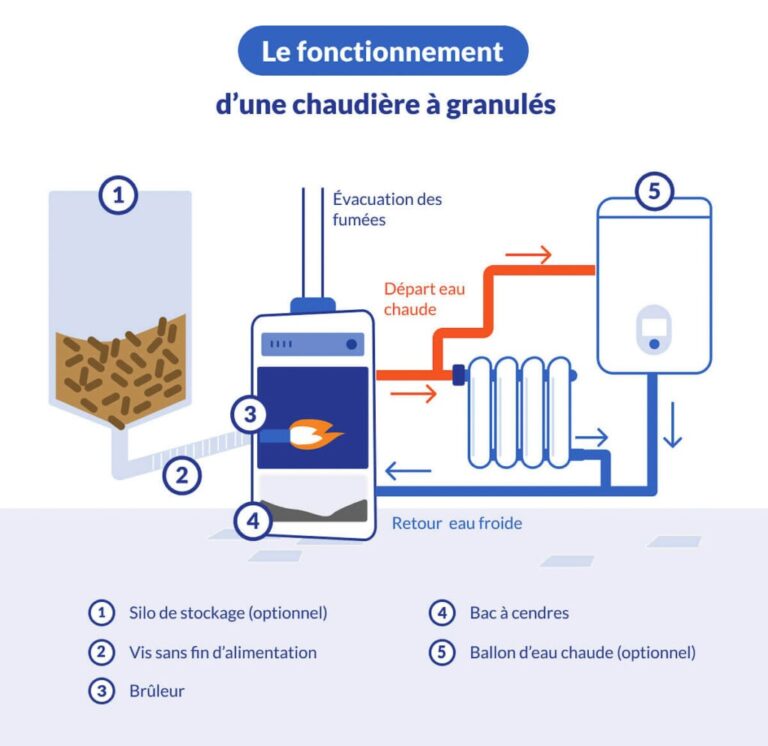 Le fonctionnement
d'une chaudière à granulés
1
Évacuation des
fumées
5
Départ eau
chaude
3
2
4
Retour eau froide
1 Silo de stockage (optionnel)
2 Vis sans fin d'alimentation
3 Brûleur
4 Bac à cendres
5 Ballon d'eau chaude (optionnel)